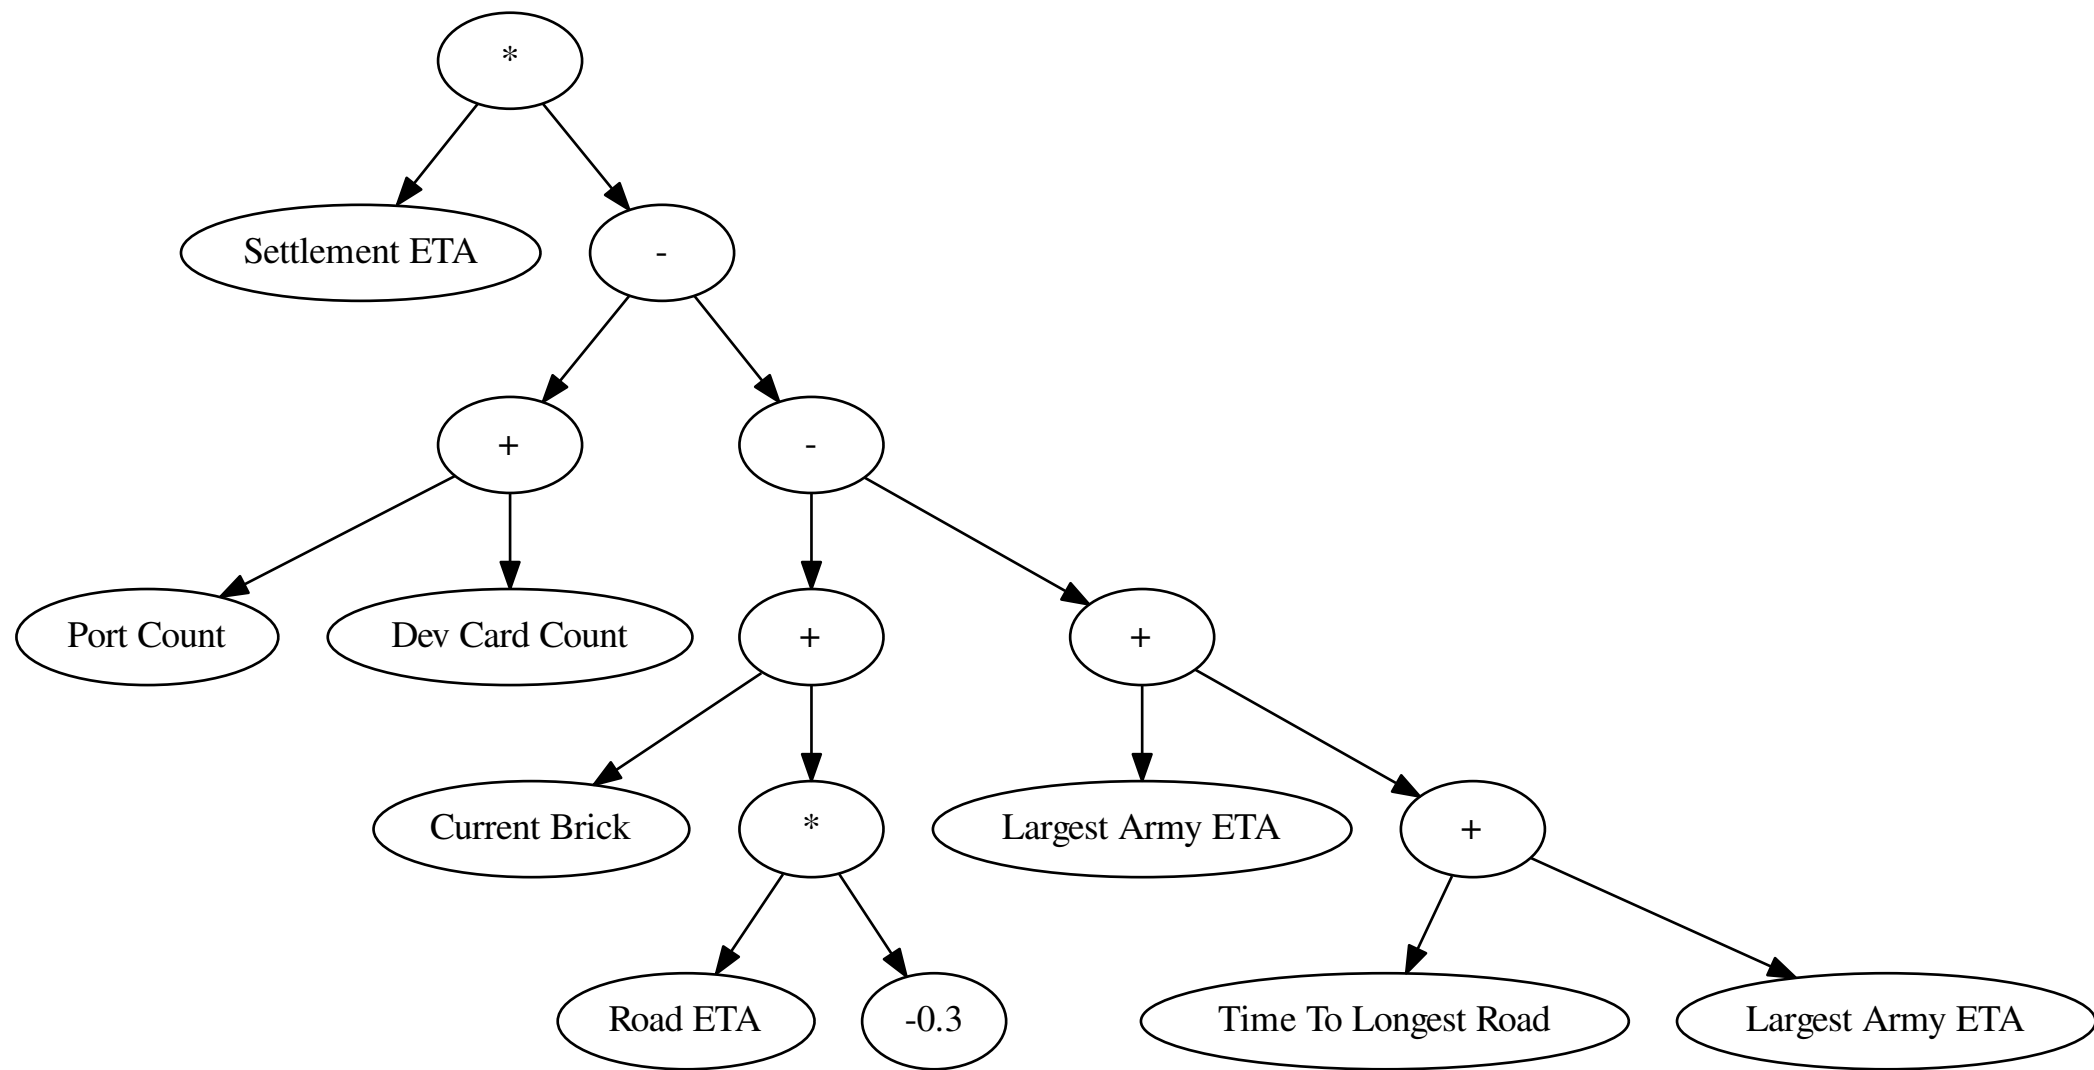 *
Settlement ETA
-
+
-
Port Count
Dev Card Count
+
+
Current Brick
*
Largest Army ETA
+
Road ETA
-0.3
Time To Longest Road
Largest Army ETA